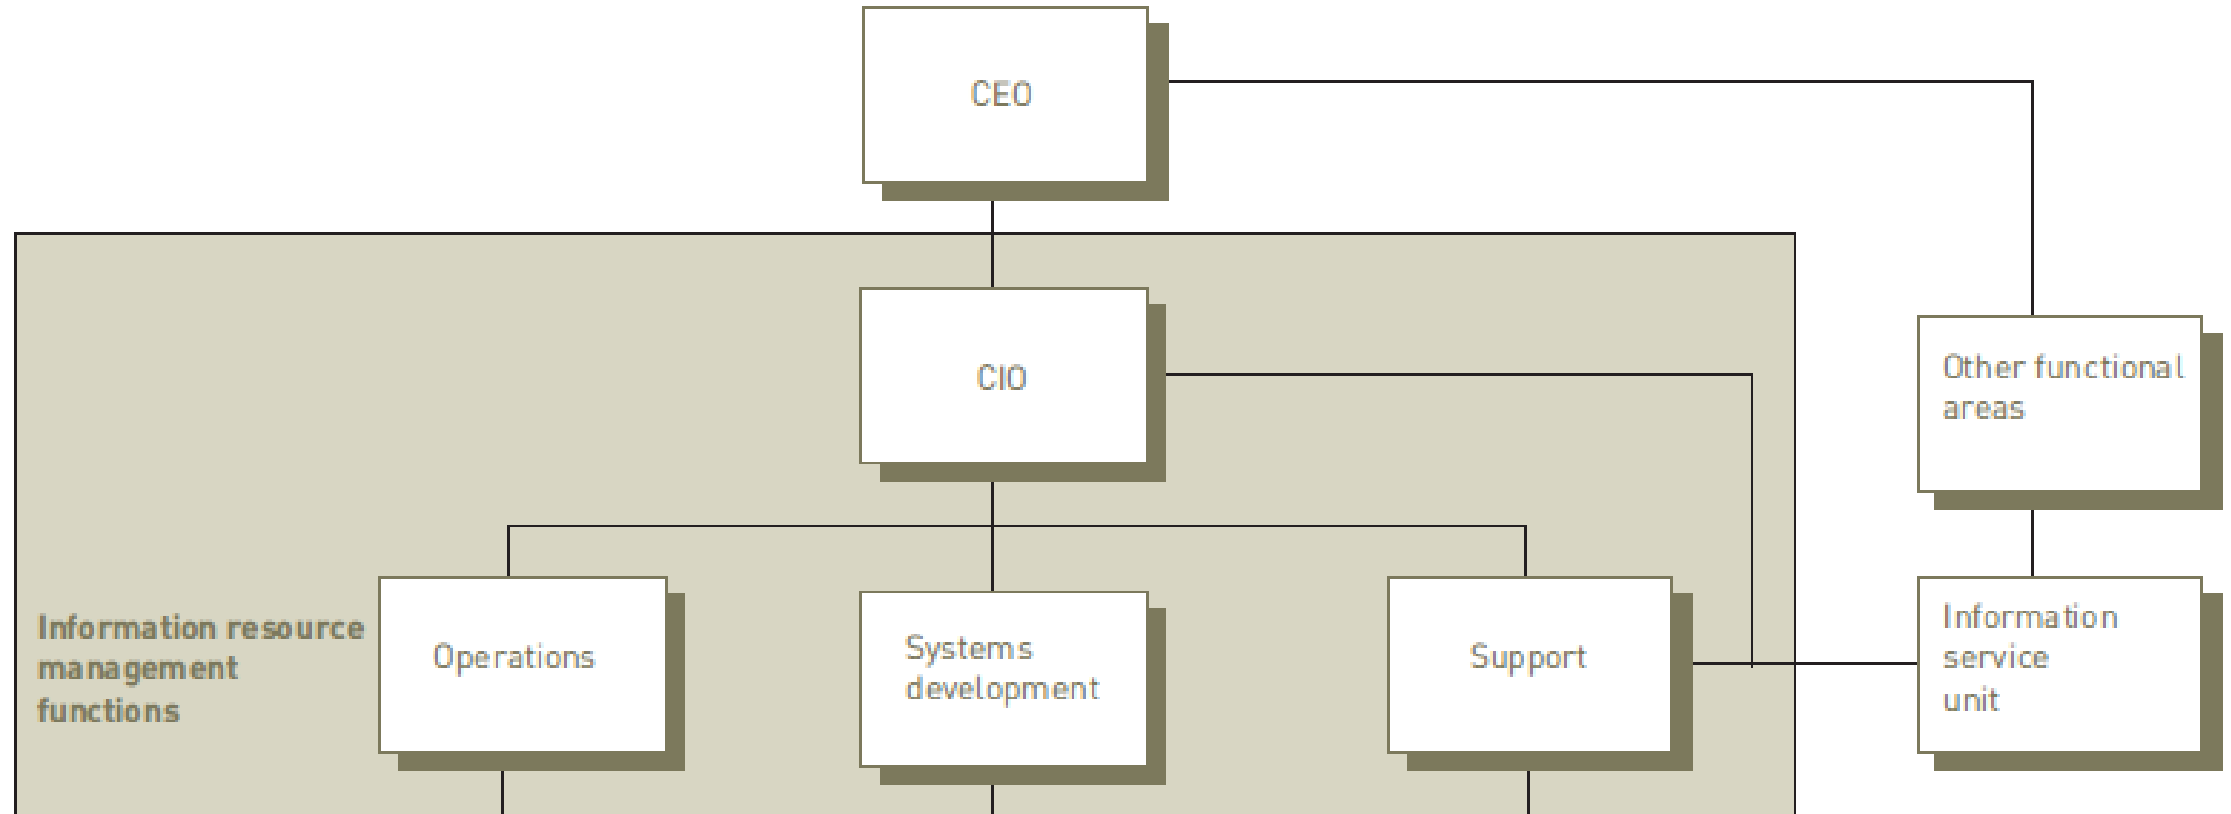 CEO
CIO
Other functional
areas
Information resource
management
functions
Operations
Systems
development
Support
Information
service
unit